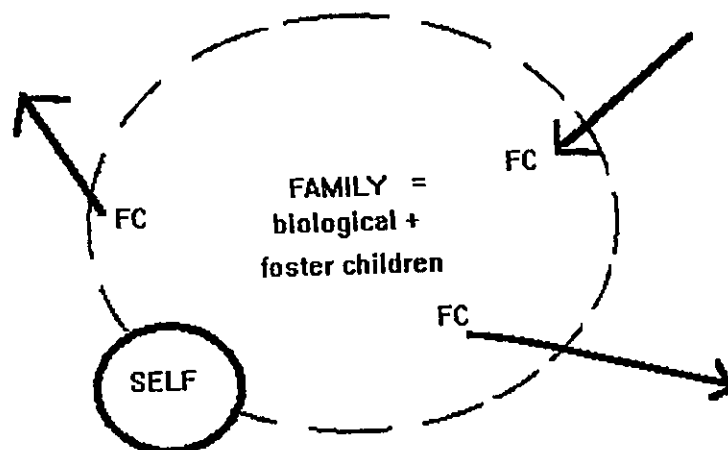 FC
FAMILY =
biological +
foster children
FC
FC
SELF